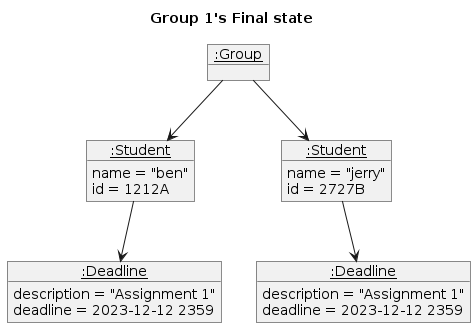 Group 1's Final state
:Group
:Student
name = "ben"
id = 1212A
:Student
name = "jerry"
id = 2727B
:Deadline
description = "Assignment 1"
deadline = 2023-12-12 2359
:Deadline
description = "Assignment 1"
deadline = 2023-12-12 2359